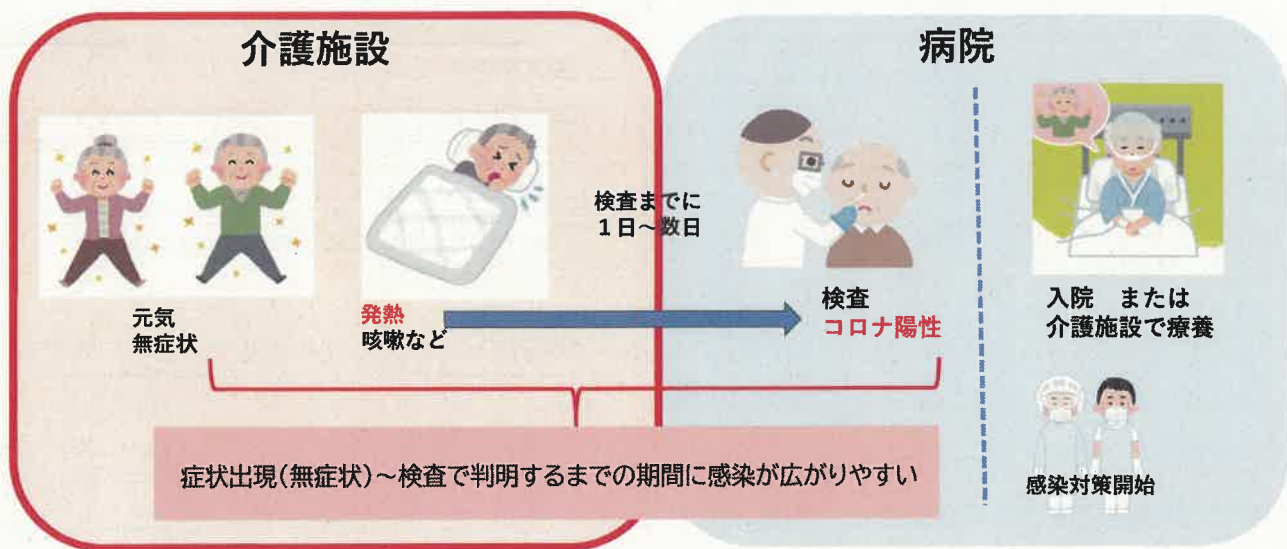 介護施設
病院
検査までに
1日～数日
元気
無症状
発熱
咳嗽など
検査
コロナ陽性
入院　または
介護施設で療養
症状出現(無症状)～検査で判明するまでの期間に感染が広がりやすい
感染対策開始